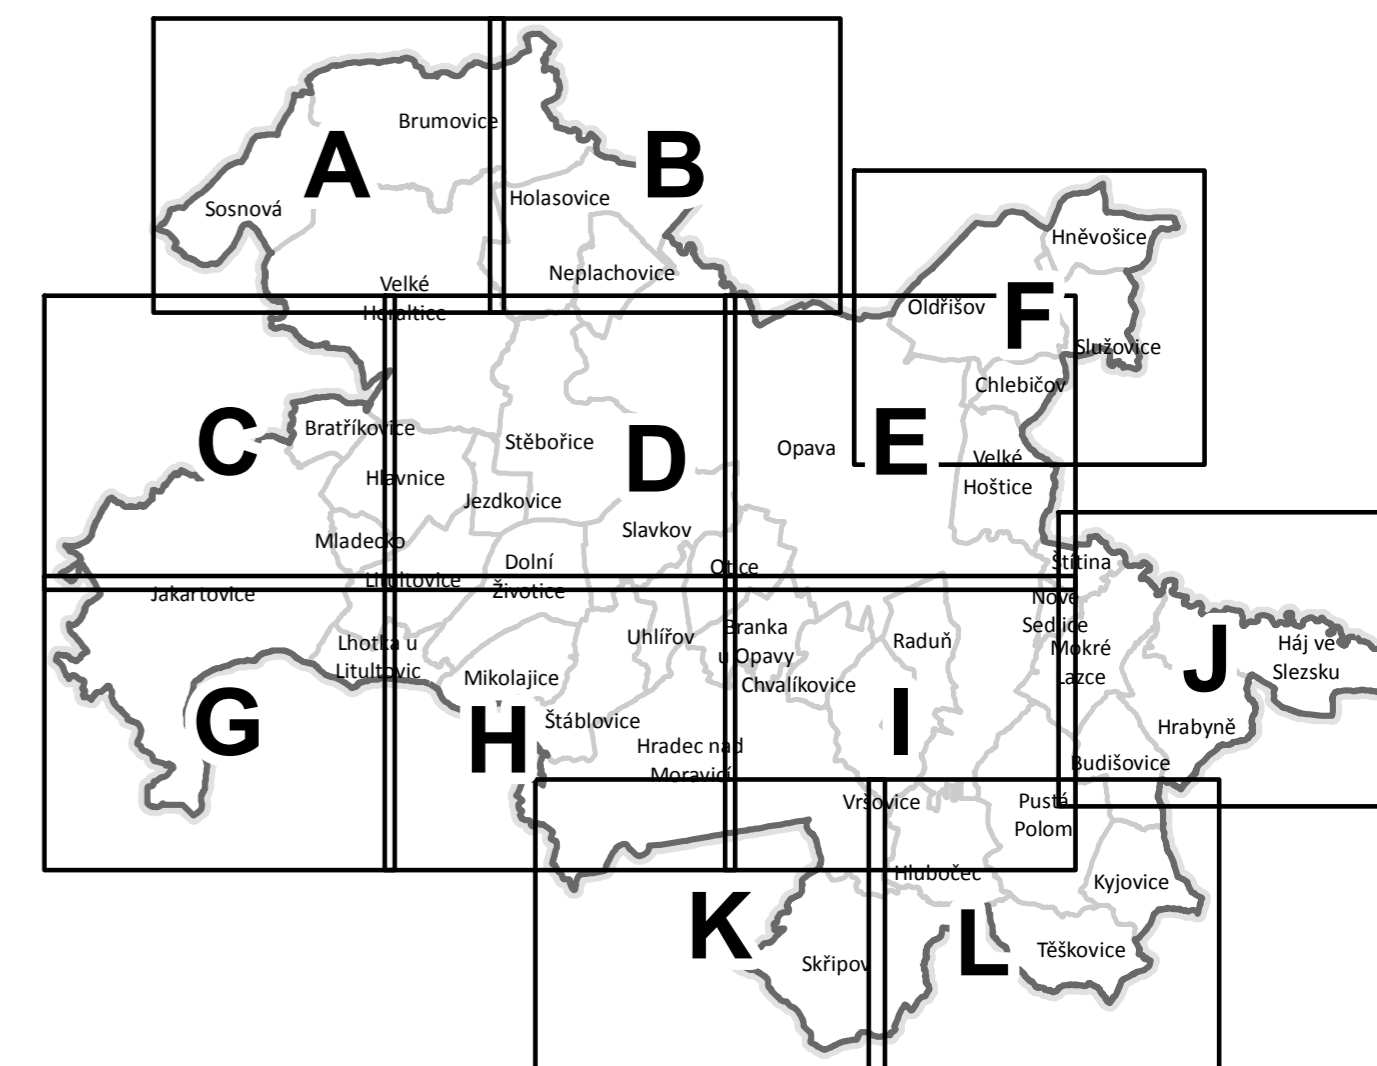 Brumovice
A
B
Sosnová
Holasovice
Hněvošice
Neplachovice
Velké
Heraltice
Oldřišov
F
Služovice
Chlebičov
Bratříkovice
C
Stěbořice
D
Opava
E
Velké
Hoštice
Hlavnice
Jezdkovice
Slavkov
Mladecko
Dolní
Životice
Otice
Štítina
Litultovice
Jakartovice
Nové
Sedlice
Branka
u Opavy
Uhlířov
Raduň
Lhotka u
Litultovic
Mokré
Lazce
J
Háj ve
Slezsku
Mikolajice
Chvalíkovice
G
H
Štáblovice
I
Hrabyně
Hradec nad
Moravicí
Budišovice
Vršovice
Pustá
Polom
Hlubočec
Kyjovice
K
L
Skřipov
Těškovice